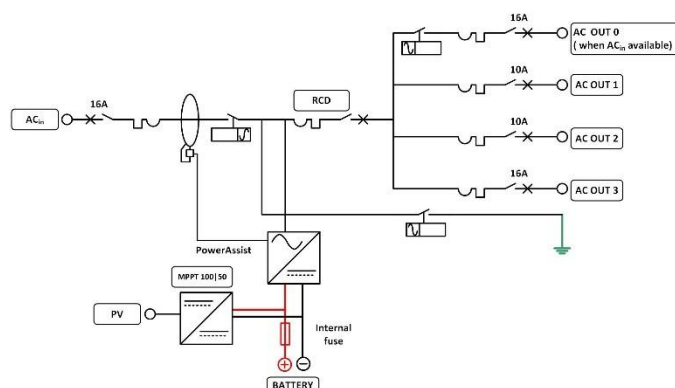 16A
AC OUT 0
( when ACin available)
10A
AC OUT 1
16A
RCD
ACin
10A
AC OUT 2
16A
AC OUT 3
PowerAssist
MPPT 100|50
PV
Internal
fuse
+
−
BATTERY